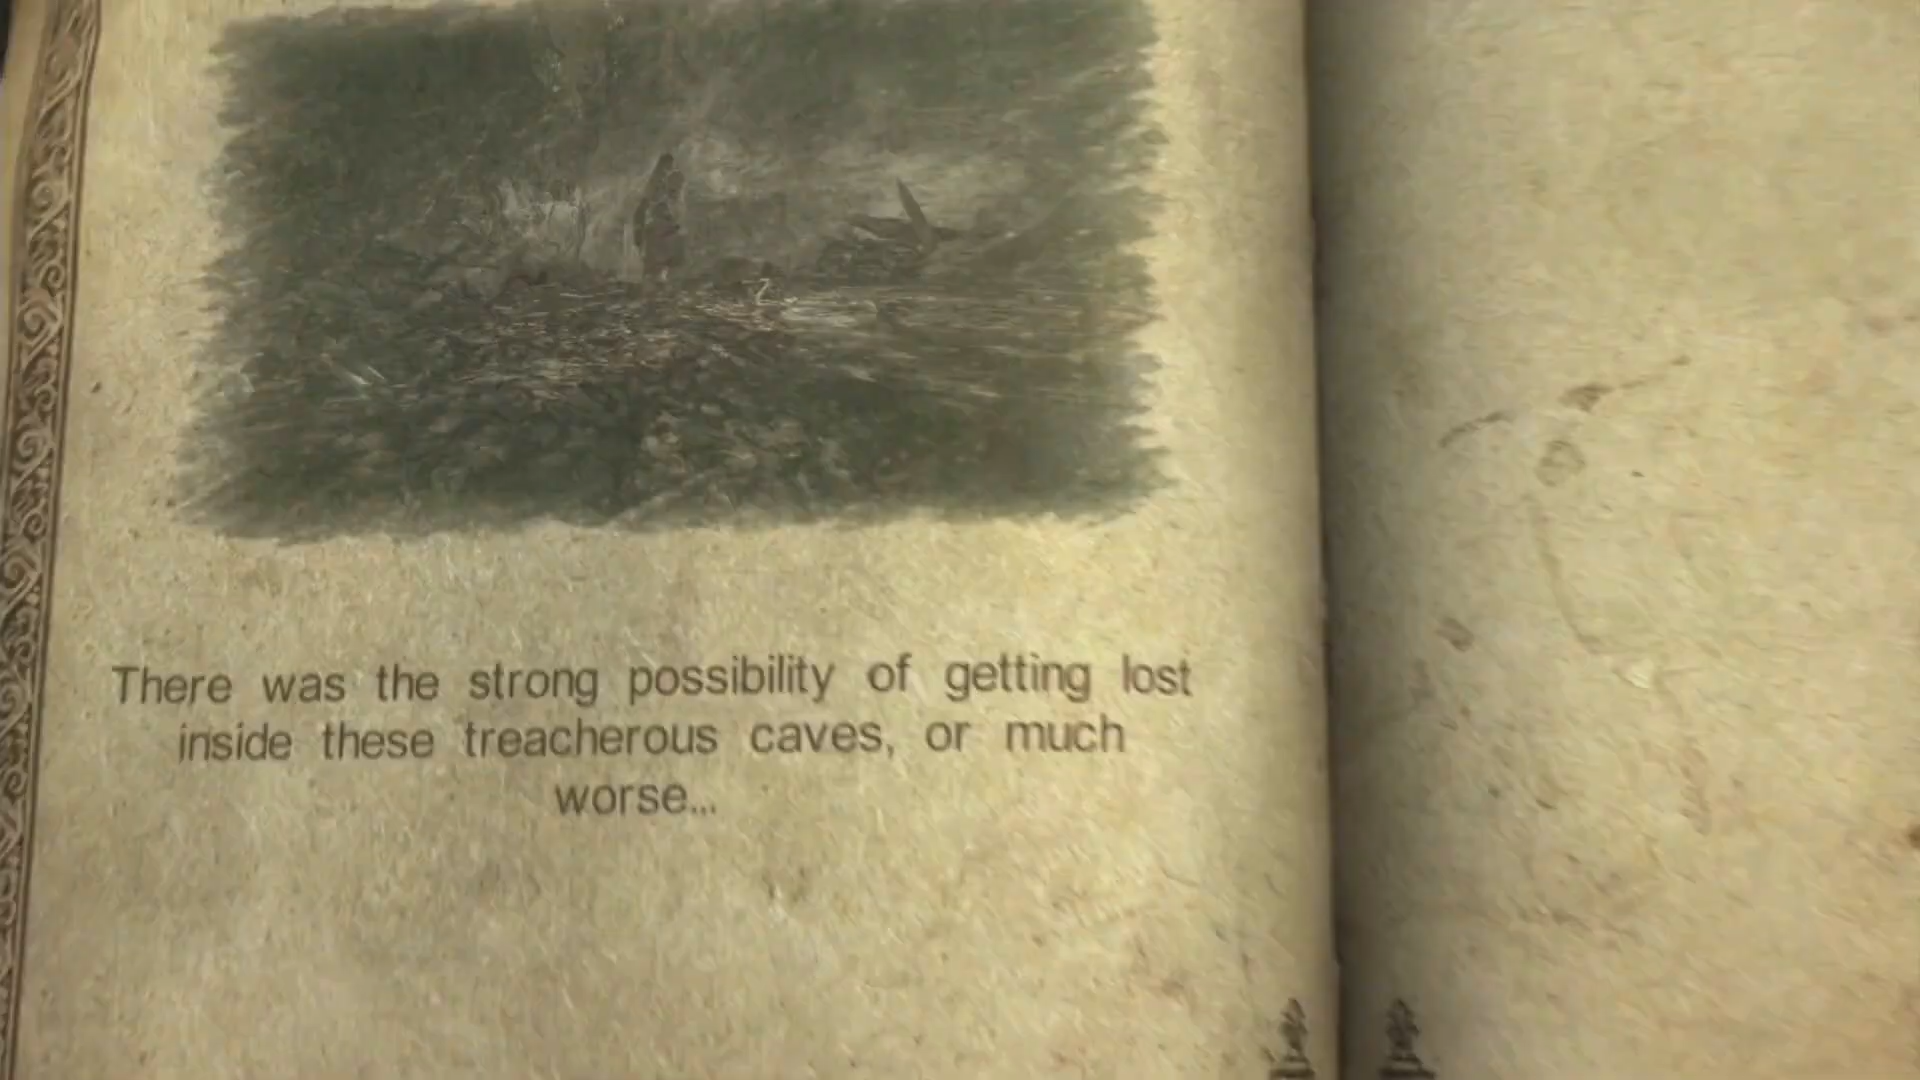 There was the strong possibility of getting lost
inside these treacherous caves, or much
worse...